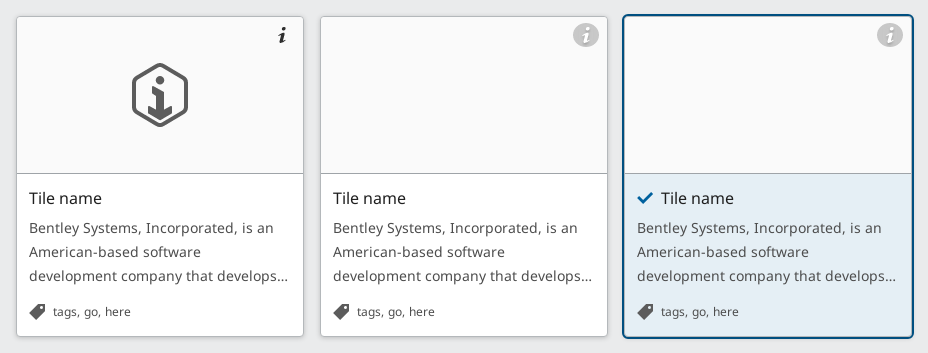 Tile name
Bentley Systems, Incorporated, is an
American-based software
development company that develops...
tags, go, here
Tile name
Bentley Systems, Incorporated, is an
American-based software
development company that develops...
tags, go, here
Tile name
Bentley Systems, Incorporated, is an
American-based software
development company that develops...
tags, go, here